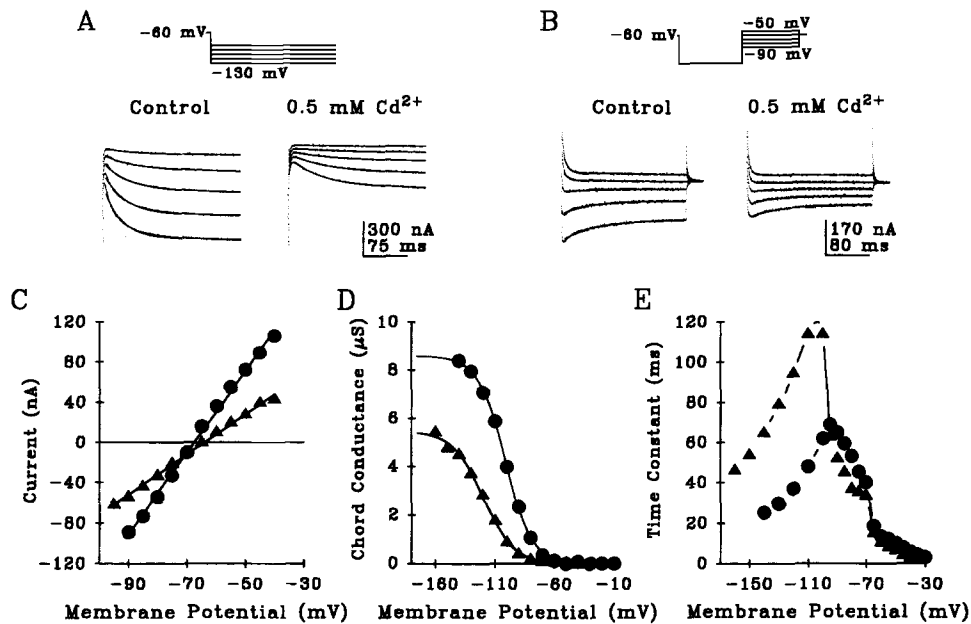 A
-60 mV
-130 mV
Control
0.5 mM Cd²⁺
300 nA
75 ms
B
-60 mV
-50 mV
-90 mV
Control
0.5 mM Cd²⁺
170 nA
80 ms
C
Current (nA)
120
80
40
0
-40
-80
-120
-90 -70 -50 -30
Membrane Potential (mV)
D
Chord Conductance (μS)
10
8
6
4
2
0
-180 -110 -60 -10
Membrane Potential (mV)
E
Time Constant (ms)
120
100
80
60
40
20
0
-170 -110 -70 -30
Membrane Potential (mV)